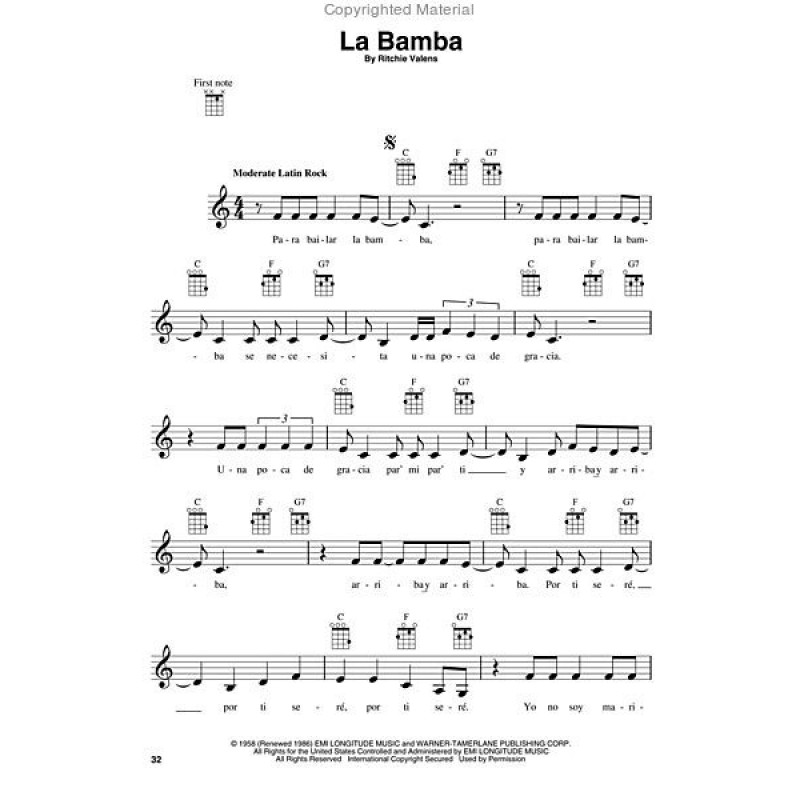 Copyrighted Material
La Bamba
By Ritchie Valens
First note
C F G7
Moderate Latin Rock
Pa - ra bai - lar la bam - ba, pa - ra bai - lar la bam-
C F G7 C F G7
- ba se ne - ce - si - ta u - na po - ca de gra - cia.
C F G7
U - na po - ca de gra - cia par' mi par' ti ___ y ar - ri - ba y ar - ri -
C F G7 C F G7
- ba, ar - ri - ba y ar - ri - ba. Por ti se - ré, ___
C F G7
___ por ti se - ré, por ti se - ré. Yo no soy ma - ri -
© 1958 (Renewed 1986) EMI LONGITUDE MUSIC and WARNER-TAMERLANE PUBLISHING CORP.
All Rights for the United States Controlled and Administered by EMI LONGITUDE MUSIC
All Rights Reserved International Copyright Secured Used by Permission
32